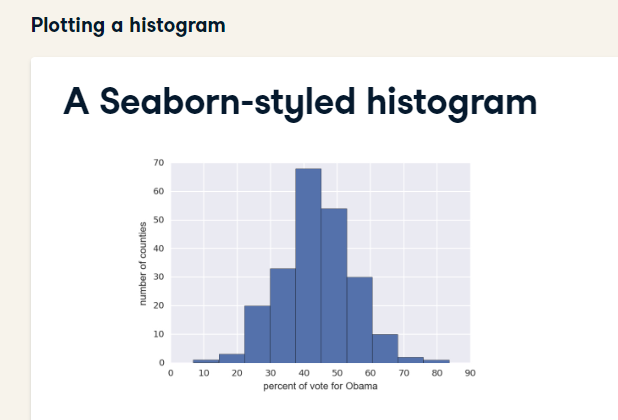 Plotting a histogram
A Seaborn-styled histogram
70
60
50
40
30
20
10
0
number of counties
0 10 20 30 40 50 60 70 80 90
percent of vote for Obama